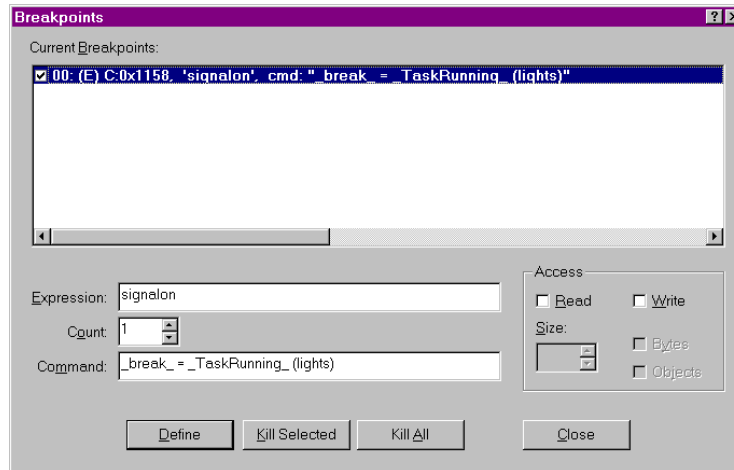 Breakpoints
Current Breakpoints:
00: (E) C:0x1158, 'signalon', cmd: "_break_ = _TaskRunning_ (lights)"
Access
Expression: signalon
Read Write
Count: 1
Size:
Bytes
Command: _break_ = _TaskRunning_ (lights)
Objects
Define Kill Selected Kill All Close